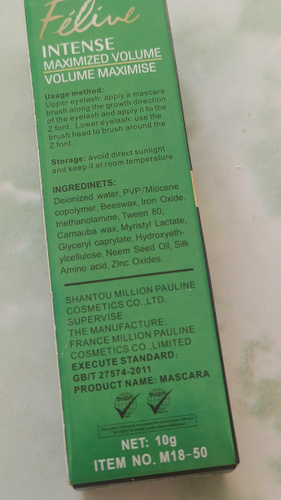 Féline
INTENSE
MAXIMIZED VOLUME
VOLUME MAXIMISE
Usage method:
Upper eyelash: apply a mascara
brush along the growth direction
of the eyelash and apply it to the
Z font. Lower eyelash: use the
brush head to brush around the
Z font.
Storage: avoid direct sunlight
and keep it at room temperature
INGREDINETS:
Deionized water, PVP/Miocene
copolymer, Beeswax, Iron Oxide,
triethanolamine, Tween 80,
Carnauba wax, Myristyl Lactate,
Glyceryl caprylate, Hydroxyeth-
ylcellulose, Neem Seed Oil, Silk
Amino acid, Zinc Oxides.
SHANTOU MILLION PAULINE
COSMETICS CO.,LTD.
SUPERVISE
THE MANUFACTURE:
FRANCE MILLION PAULINE
COSMETICS CO.,LIMITED
EXECUTE STANDARD:
GB/T 27574-2011
PRODUCT NAME: MASCARA
NET: 10g
ITEM NO. M18-50